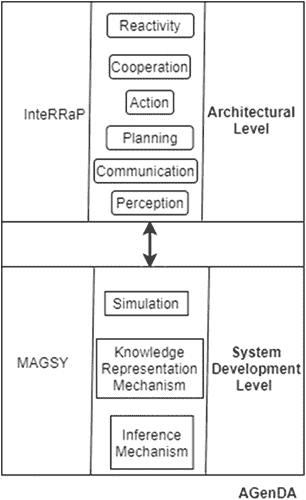 Reactivity
Cooperation
InteRRaP
Action
Architectural
Level
Planning
Communication
Perception
Simulation
MAGSY
Knowledge
Representation
Mechanism
System
Development
Level
Inference
Mechanism
AGenDA